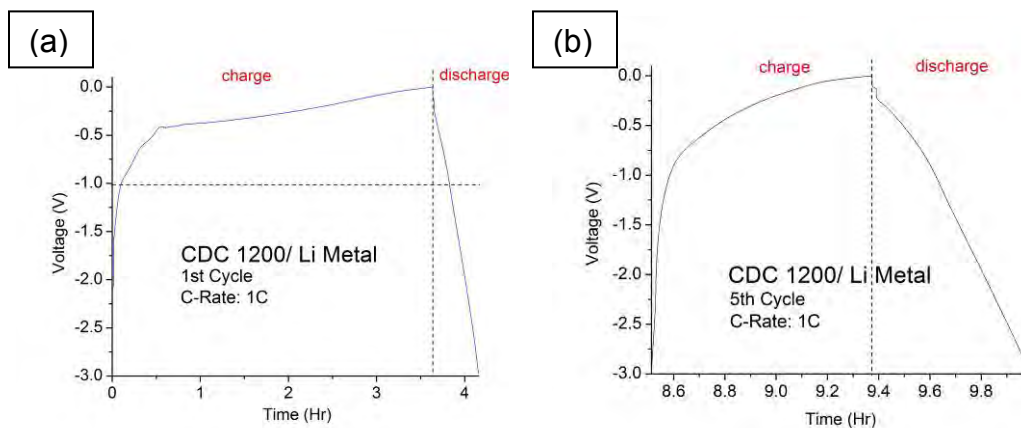 (a)
charge
discharge
0.0
-0.5
-1.0
-1.5
-2.0
-2.5
-3.0
Voltage (V)
CDC 1200/ Li Metal
1st Cycle
C-Rate: 1C
0 1 2 3 4
Time (Hr)
(b)
charge
discharge
0.0
-0.5
-1.0
-1.5
-2.0
-2.5
-3.0
Voltage (V)
CDC 1200/ Li Metal
5th Cycle
C-Rate: 1C
8.6 8.8 9.0 9.2 9.4 9.6 9.8
Time (Hr)